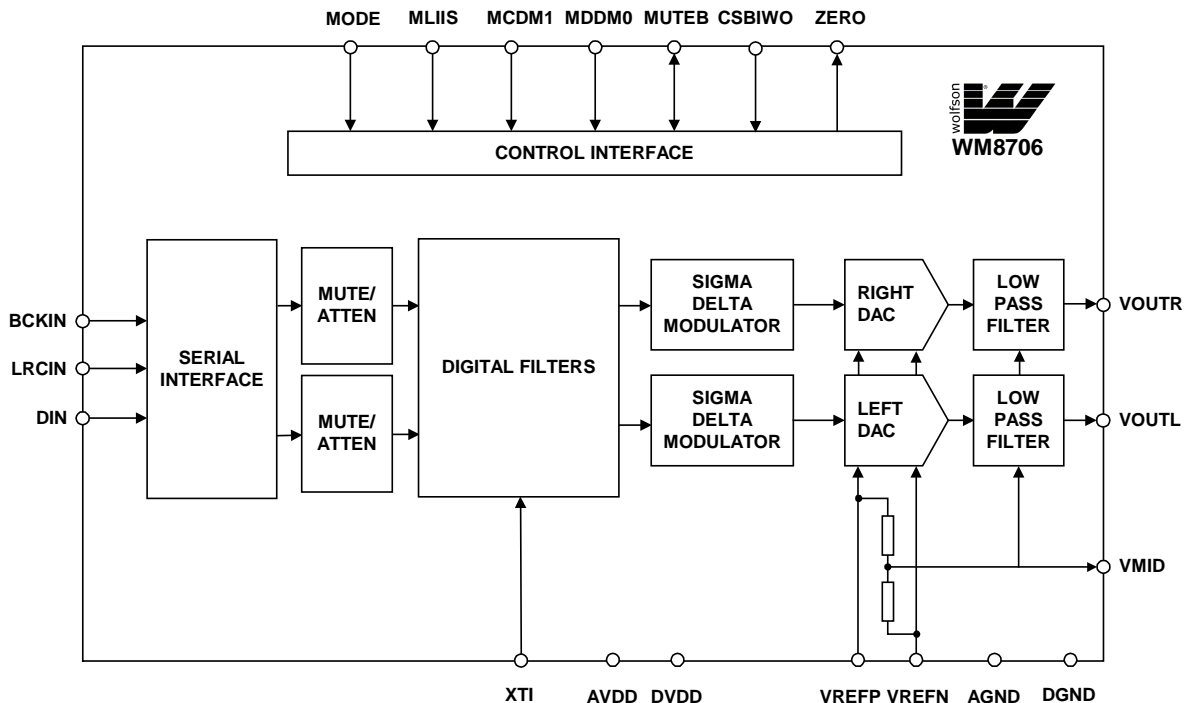 MODE MLIIS MCDM1 MDDM0 MUTEB CSBIWO ZERO
wolfson
WM8706
CONTROL INTERFACE
BCKIN
LRCIN
DIN
SERIAL
INTERFACE
MUTE/
ATTEN
MUTE/
ATTEN
DIGITAL FILTERS
SIGMA
DELTA
MODULATOR
SIGMA
DELTA
MODULATOR
RIGHT
DAC
LEFT
DAC
LOW
PASS
FILTER
LOW
PASS
FILTER
VOUTR
VOUTL
VMID
XTI AVDD DVDD VREFP VREFN AGND DGND